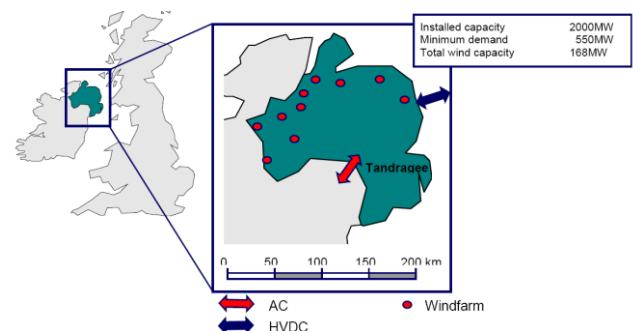 Installed capacity 2000MW
Minimum demand 550MW
Total wind capacity 168MW
Tandragee
0 50 100 150 200 km
AC Windfarm
HVDC